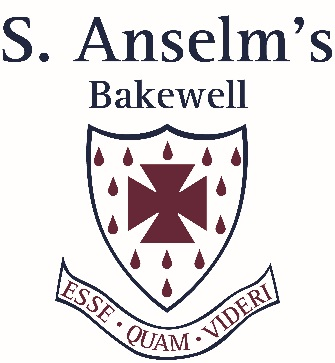 S. Anselm's
Bakewell
ESSE · QUAM · VIDERI